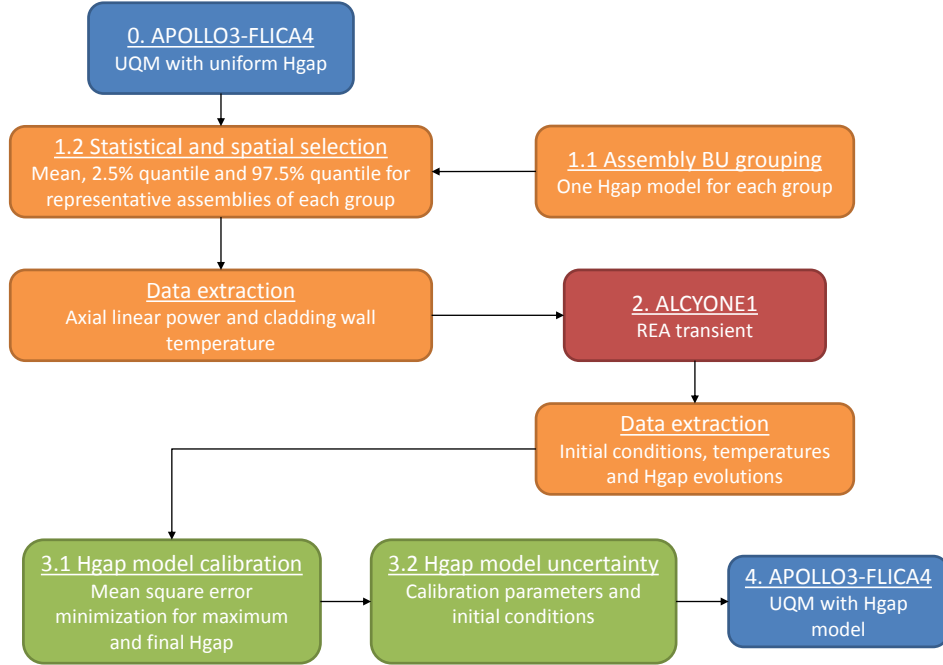 0. APOLLO3-FLICA4
UQM with uniform Hgap
1.2 Statistical and spatial selection
Mean, 2.5% quantile and 97.5% quantile for
representative assemblies of each group
1.1 Assembly BU grouping
One Hgap model for each group
Data extraction
Axial linear power and cladding wall
temperature
2. ALCYONE1
REA transient
Data extraction
Initial conditions, temperatures
and Hgap evolutions
3.1 Hgap model calibration
Mean square error
minimization for maximum
and final Hgap
3.2 Hgap model uncertainty
Calibration parameters and
initial conditions
4. APOLLO3-FLICA4
UQM with Hgap
model